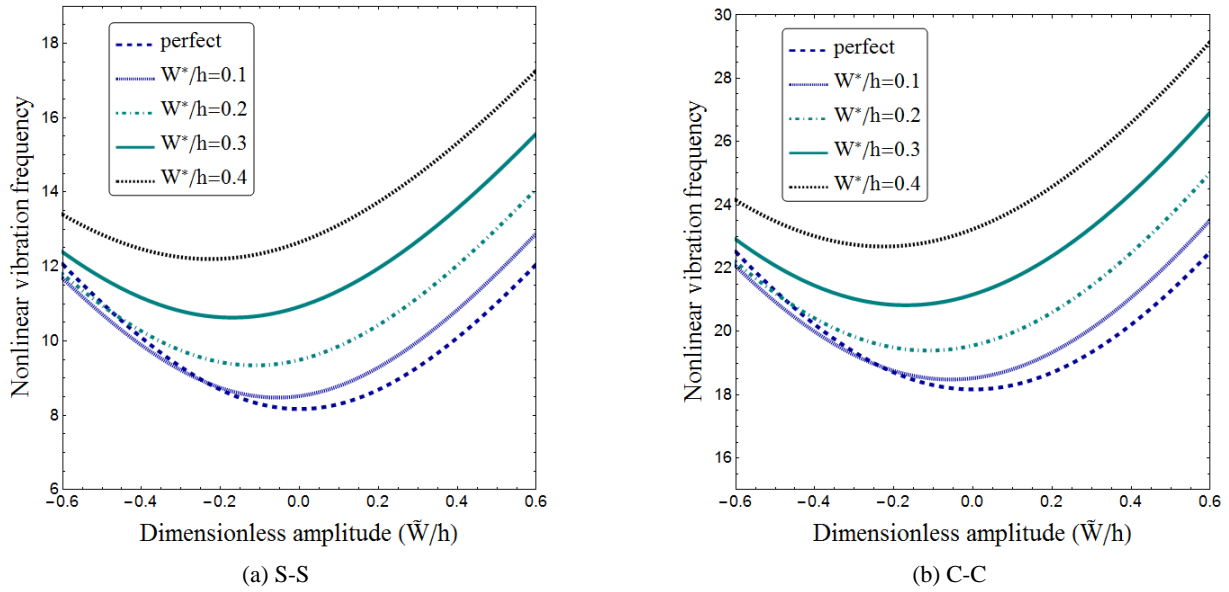 Nonlinear vibration frequency
18
16
14
12
10
8
6
perfect
W*/h=0.1
W*/h=0.2
W*/h=0.3
W*/h=0.4
−0.6 −0.4 −0.2 0.0 0.2 0.4 0.6
Dimensionless amplitude (W̃/h)
(a) S-S
Nonlinear vibration frequency
30
28
26
24
22
20
18
16
perfect
W*/h=0.1
W*/h=0.2
W*/h=0.3
W*/h=0.4
−0.6 −0.4 −0.2 0.0 0.2 0.4 0.6
Dimensionless amplitude (W̃/h)
(b) C-C